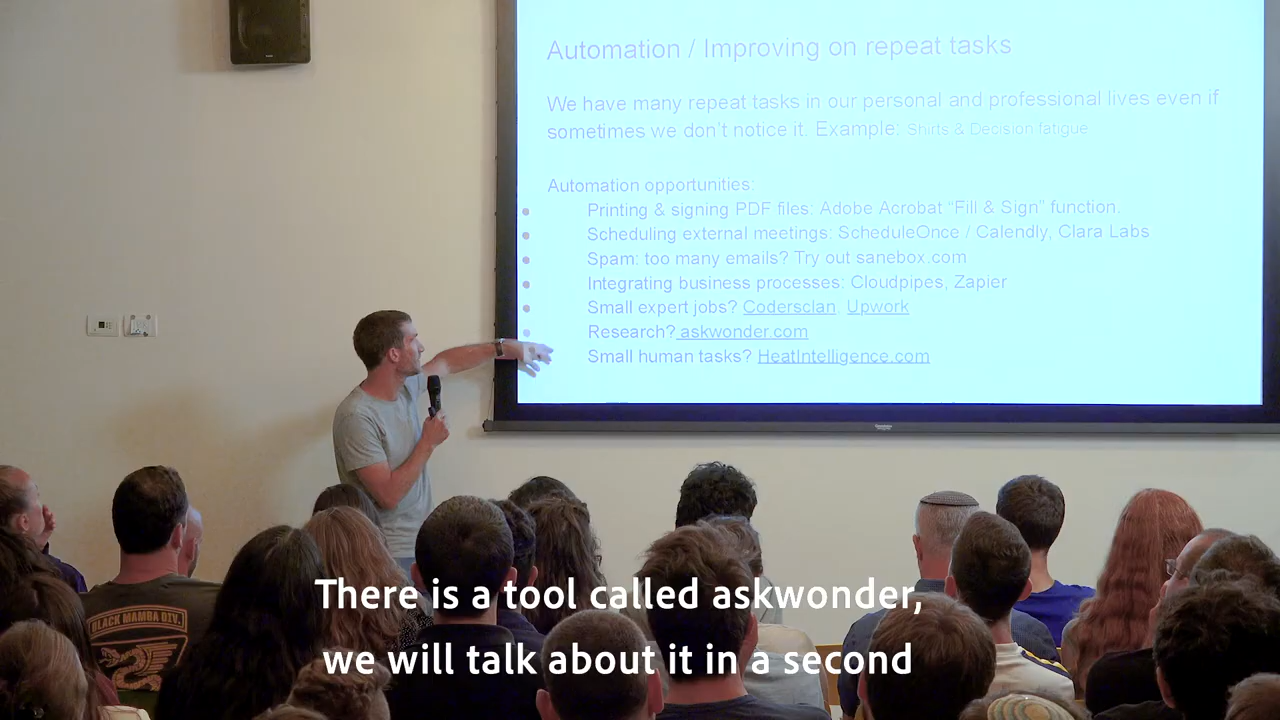 Automation / Improving on repeat tasks
We have many repeat tasks in our personal and professional lives even if
sometimes we don't notice it. Example: Shirts & Decision fatigue
Automation opportunities:
• Printing & signing PDF files: Adobe Acrobat “Fill & Sign” function.
• Scheduling external meetings: ScheduleOnce / Calendly, Clara Labs
• Spam: too many emails? Try out sanebox.com
• Integrating business processes: Cloudpipes, Zapier
• Small expert jobs? Codersclan Upwork
• Research? askwonder.com
• Small human tasks? HeatIntelligence.com
BLACK MAMBA DIV.
There is a tool called askwonder,
we will talk about it in a second